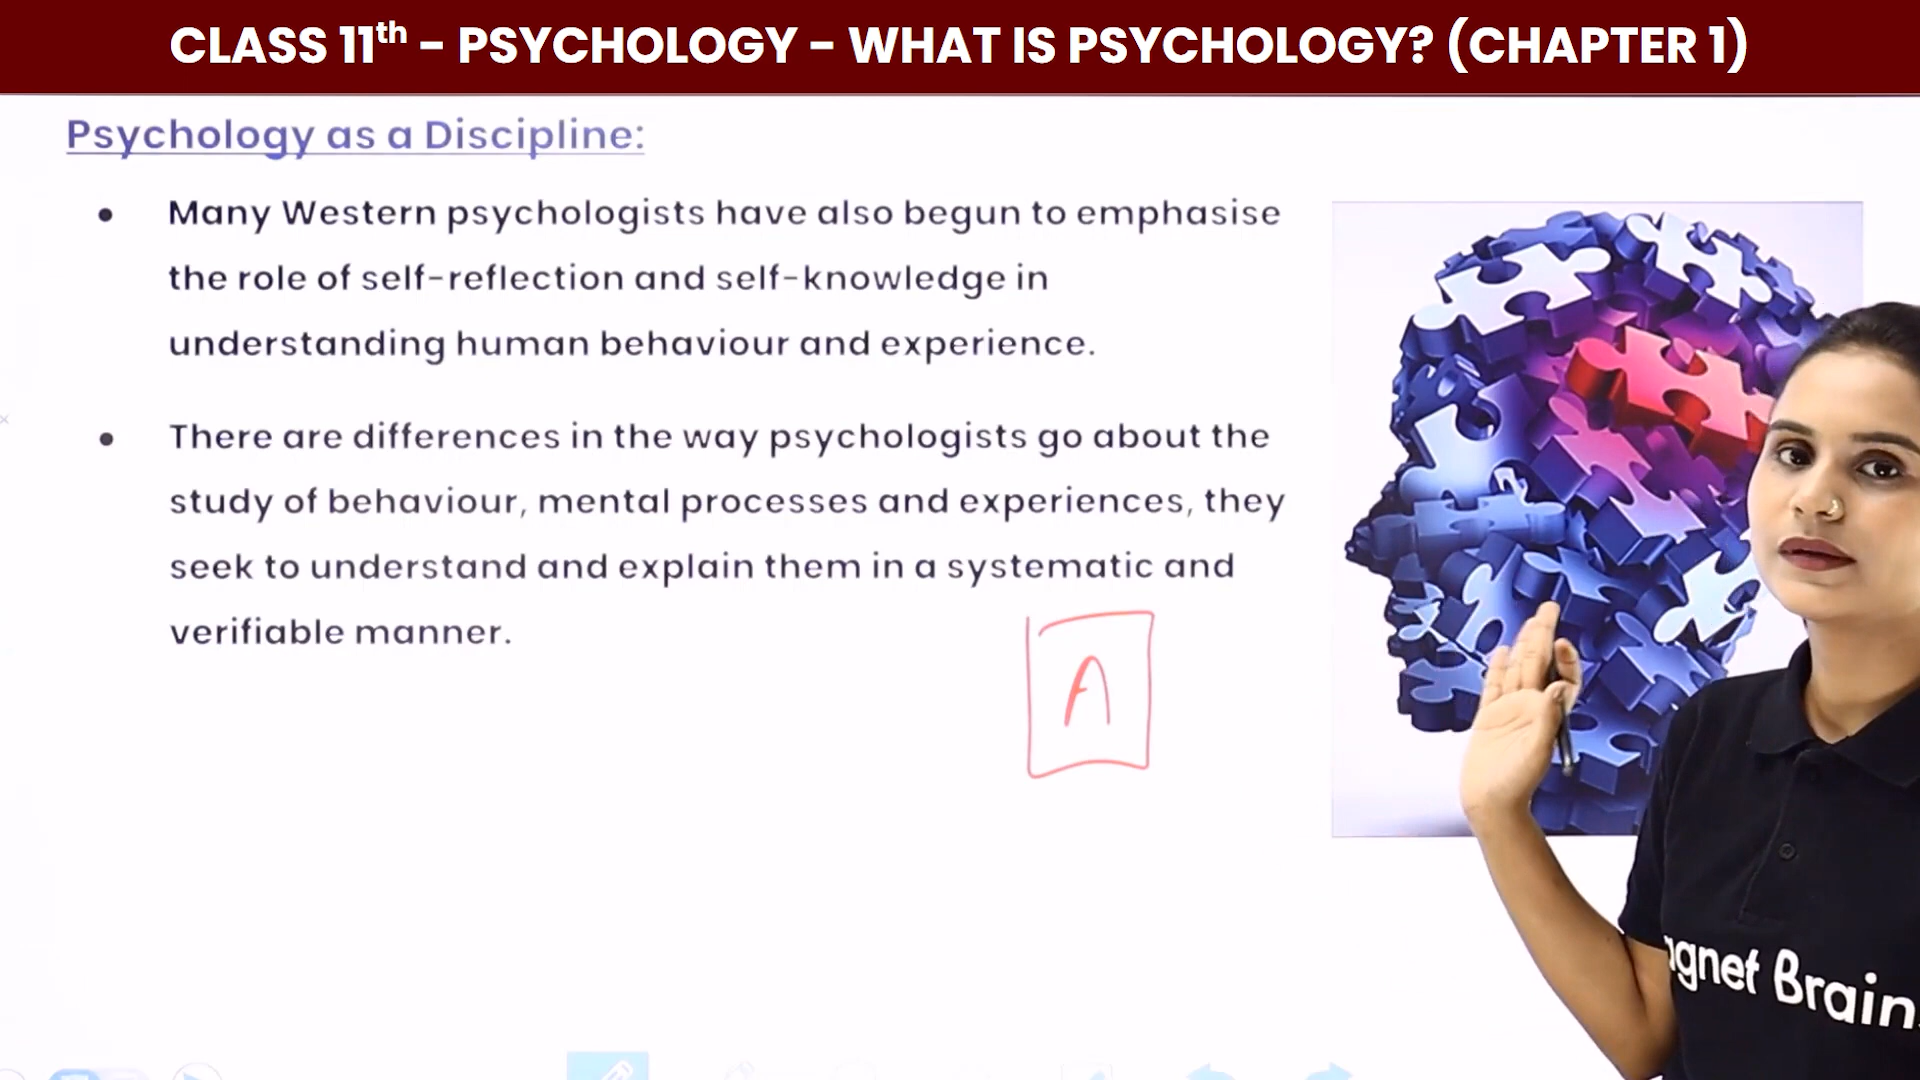 CLASS 11th – PSYCHOLOGY – WHAT IS PSYCHOLOGY? (CHAPTER 1)
Psychology as a Discipline:
• Many Western psychologists have also begun to emphasise
the role of self-reflection and self-knowledge in
understanding human behaviour and experience.
• There are differences in the way psychologists go about the
study of behaviour, mental processes and experiences, they
seek to understand and explain them in a systematic and
verifiable manner.
A
agnet Brain